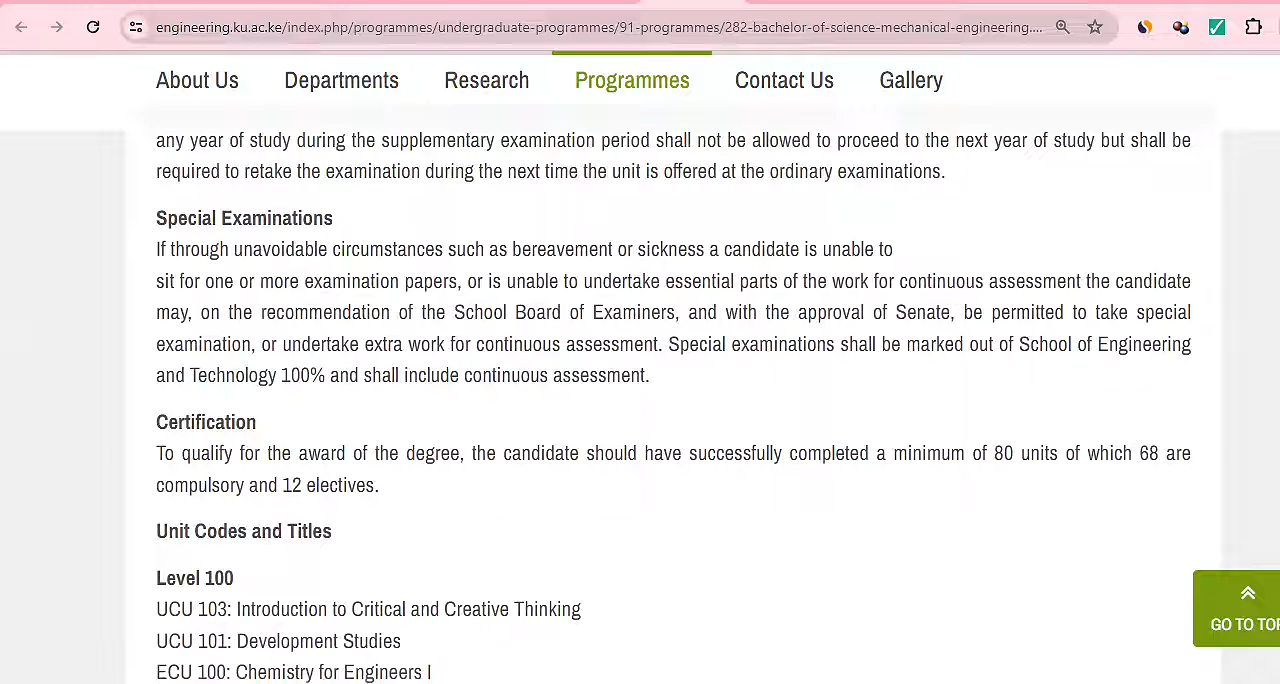 engineering.ku.ac.ke/index.php/programmes/undergraduate-programmes/91-programmes/282-bachelor-of-science-mechanical-engineering....
About Us Departments Research Programmes Contact Us Gallery
any year of study during the supplementary examination period shall not be allowed to proceed to the next year of study but shall be
required to retake the examination during the next time the unit is offered at the ordinary examinations.
Special Examinations
If through unavoidable circumstances such as bereavement or sickness a candidate is unable to
sit for one or more examination papers, or is unable to undertake essential parts of the work for continuous assessment the candidate
may, on the recommendation of the School Board of Examiners, and with the approval of Senate, be permitted to take special
examination, or undertake extra work for continuous assessment. Special examinations shall be marked out of School of Engineering
and Technology 100% and shall include continuous assessment.
Certification
To qualify for the award of the degree, the candidate should have successfully completed a minimum of 80 units of which 68 are
compulsory and 12 electives.
Unit Codes and Titles
Level 100
UCU 103: Introduction to Critical and Creative Thinking
UCU 101: Development Studies
ECU 100: Chemistry for Engineers I
GO TO TOP